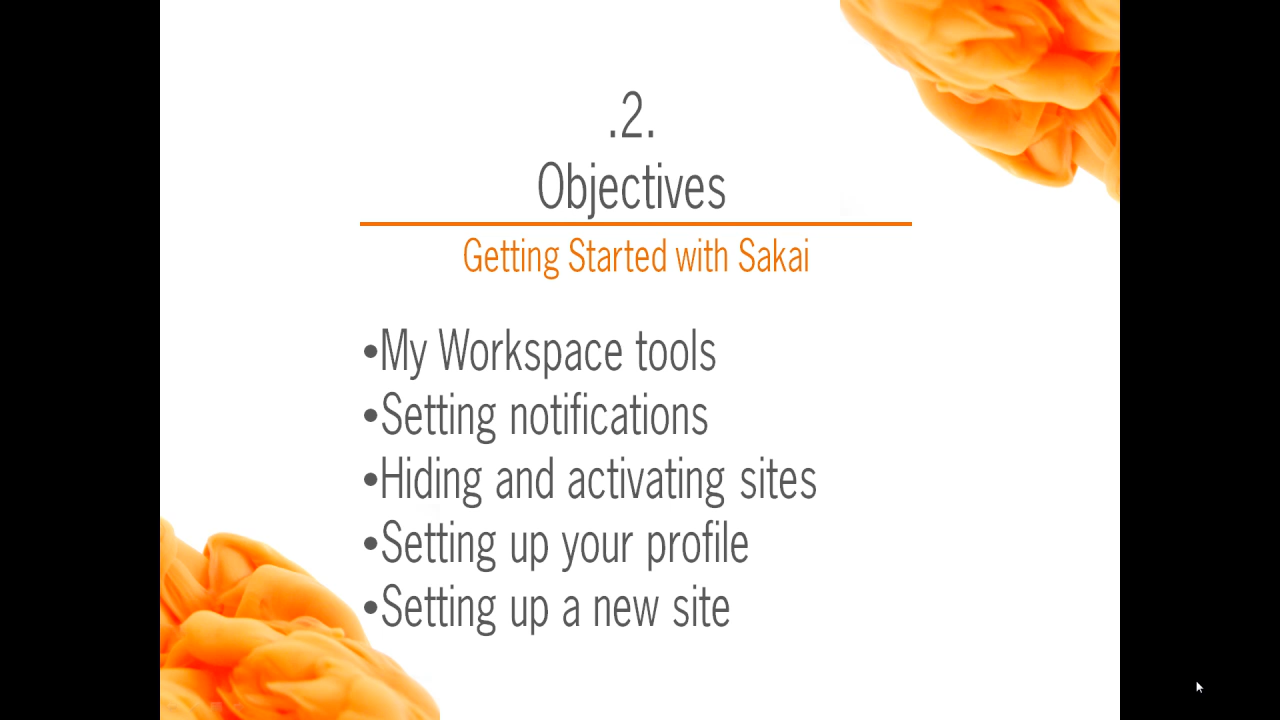 .2.
Objectives
Getting Started with Sakai
•My Workspace tools
•Setting notifications
•Hiding and activating sites
•Setting up your profile
•Setting up a new site